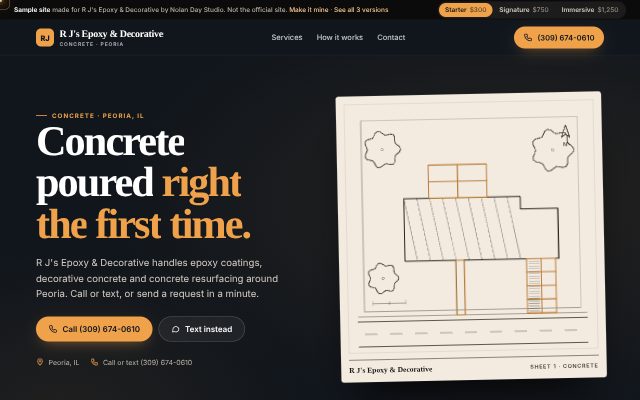 Sample site made for R J's Epoxy & Decorative by Nolan Day Studio. Not the official site. Make it mine · See all 3 versions
Starter $300 Signature $750 Immersive $1,250
RJ R J's Epoxy & Decorative
CONCRETE · PEORIA
Services How it works Contact
(309) 674-0610
CONCRETE · PEORIA, IL
Concrete
poured right
the first time.
R J's Epoxy & Decorative handles epoxy coatings,
decorative concrete and concrete resurfacing around
Peoria. Call or text, or send a request in a minute.
Call (309) 674-0610 Text instead
Peoria, IL Call or text (309) 674-0610
N
R J's Epoxy & Decorative SHEET 1 · CONCRETE